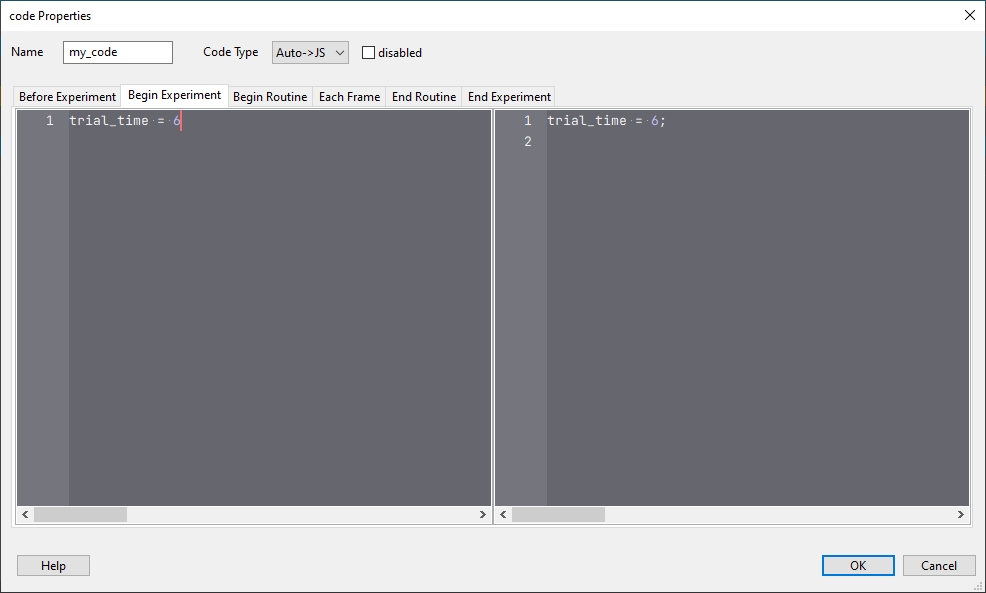 code Properties
Name my_code Code Type Auto->JS disabled
Before Experiment Begin Experiment Begin Routine Each Frame End Routine End Experiment
1 trial_time = 6
1 trial_time = 6;
2
Help OK Cancel